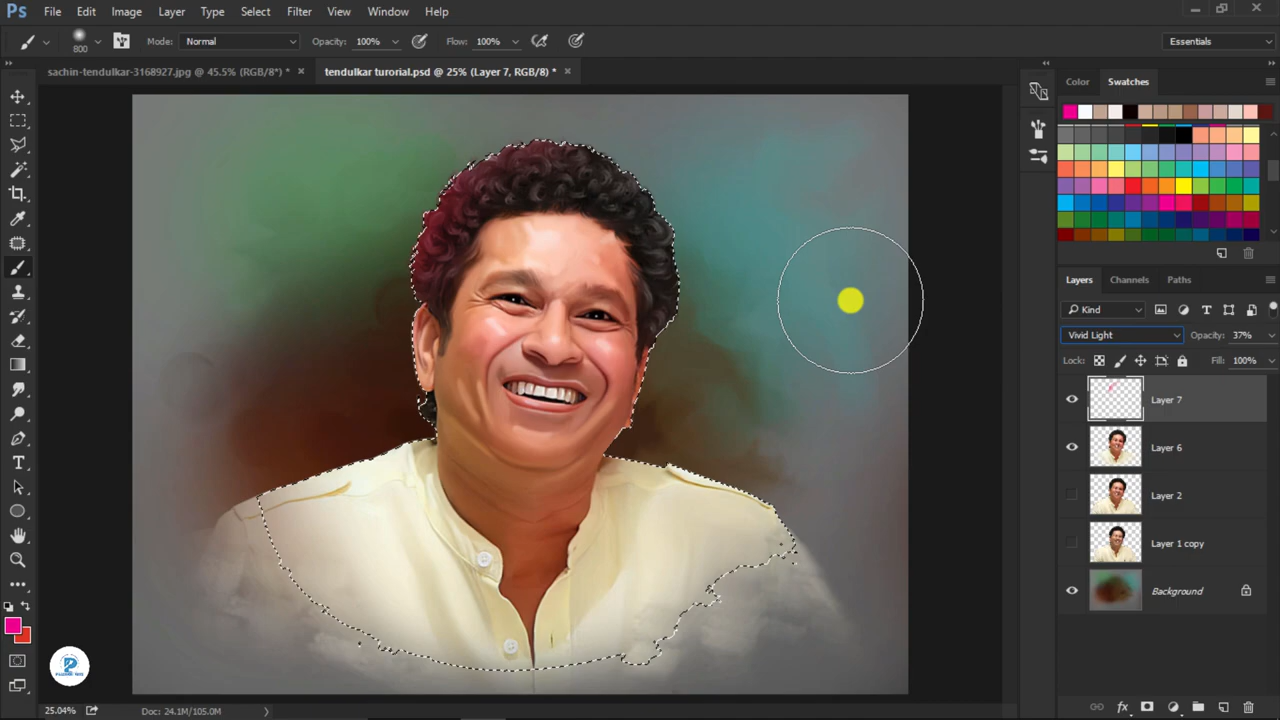 Ps File Edit Image Layer Type Select Filter View Window Help
800 Mode: Normal Opacity: 100% Flow: 100% Essentials
sachin-tendulkar-3168927.jpg @ 45.5% (RGB/8*) * × tendulkar turorial.psd @ 25% (Layer 7, RGB/8) * ×
Color Swatches
Layers Channels Paths
Kind
Vivid Light Opacity: 37%
Lock: Fill: 100%
Layer 7
Layer 6
Layer 2
Layer 1 copy
Background
25.04% Doc: 24.1M/105.0M